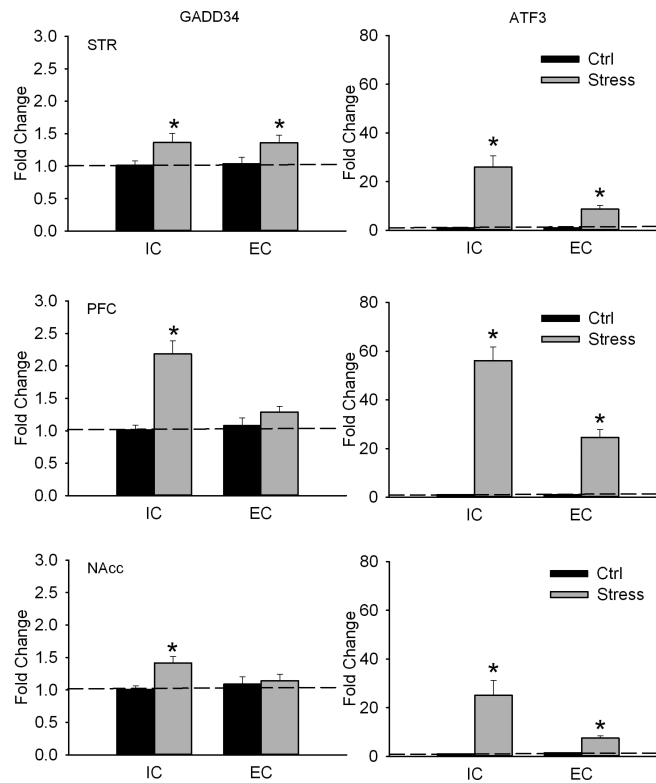 GADD34
ATF3
STR
Fold Change
3.0
2.5
2.0
1.5
1.0
0.5
0.0
* *
IC EC
Fold Change
80
60
40
20
0
Ctrl
Stress
*
*
IC EC
PFC
Fold Change
3.0
2.5
2.0
1.5
1.0
0.5
0.0
*
IC EC
Fold Change
80
60
40
20
0
Ctrl
Stress
*
*
IC EC
NAcc
Fold Change
3.0
2.5
2.0
1.5
1.0
0.5
0.0
*
IC EC
Fold Change
80
60
40
20
0
Ctrl
Stress
*
*
IC EC